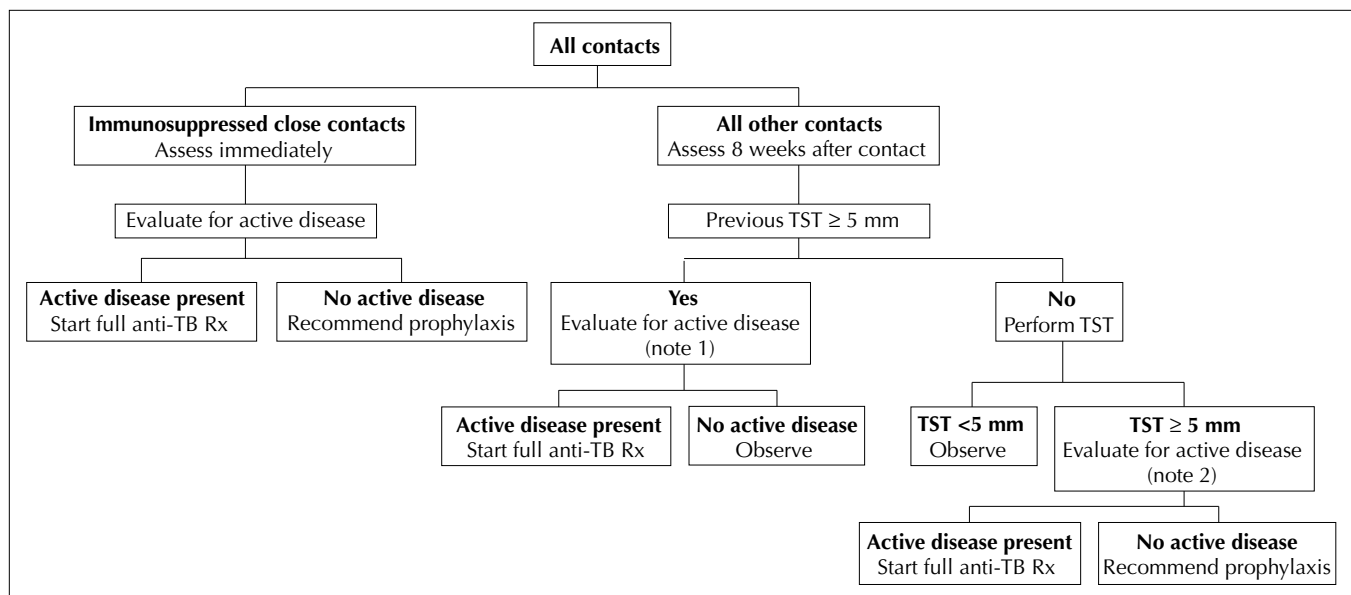 All contacts
Immunosuppressed close contacts
Assess immediately
All other contacts
Assess 8 weeks after contact
Evaluate for active disease
Previous TST ≥ 5 mm
Active disease present
Start full anti-TB Rx
No active disease
Recommend prophylaxis
Yes
Evaluate for active disease
(note 1)
No
Perform TST
Active disease present
Start full anti-TB Rx
No active disease
Observe
TST <5 mm
Observe
TST ≥ 5 mm
Evaluate for active disease
(note 2)
Active disease present
Start full anti-TB Rx
No active disease
Recommend prophylaxis